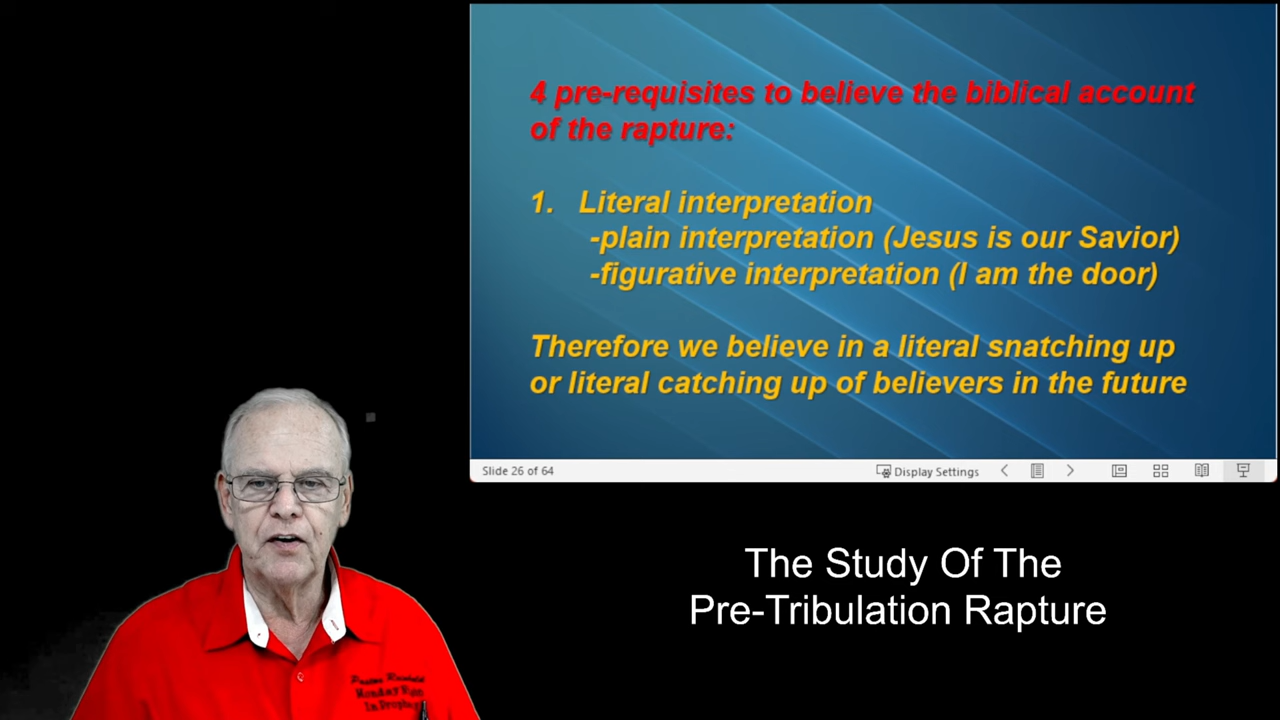 4 pre-requisites to believe the biblical account
of the rapture:
1. Literal interpretation
-plain interpretation (Jesus is our Savior)
-figurative interpretation (I am the door)
Therefore we believe in a literal snatching up
or literal catching up of believers in the future
Slide 26 of 64
Display Settings
The Study Of The
Pre-Tribulation Rapture